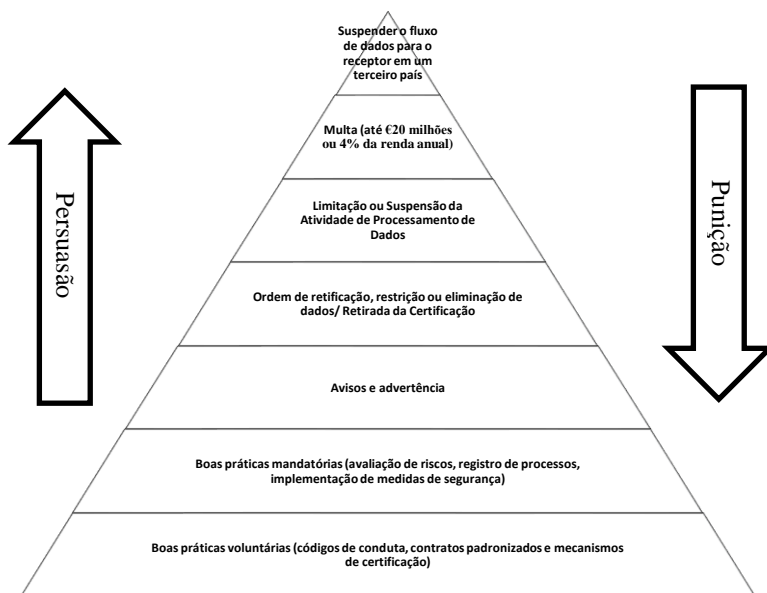 Suspender o fluxo
de dados para o
receptor em um
terceiro país
Multa (até €20 milhões
ou 4% da renda anual)
Limitação ou Suspensão da
Atividade de Processamento de
Dados
Ordem de retificação, restrição ou eliminação de
dados/ Retirada da Certificação
Avisos e advertência
Boas práticas mandatórias (avaliação de riscos, registro de processos,
implementação de medidas de segurança)
Boas práticas voluntárias (códigos de conduta, contratos padronizados e mecanismos
de certificação)
Persuasão
Punição